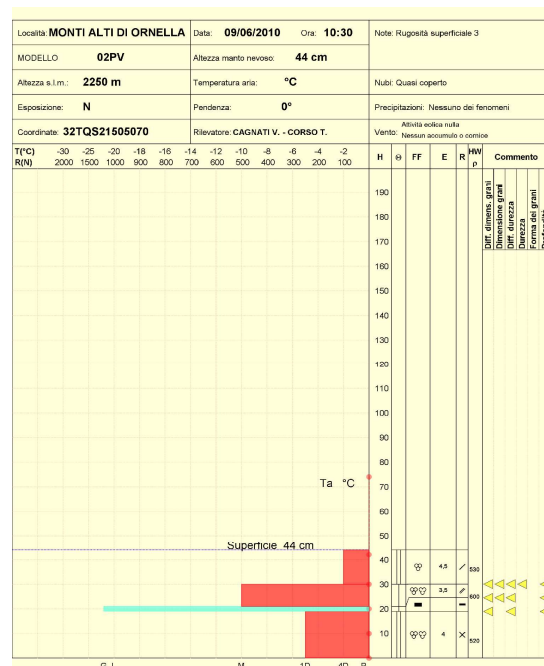 Località: MONTI ALTI DI ORNELLA Data: 09/06/2010 Ora: 10:30 Note: Rugosità superficiale 3
MODELLO 02PV Altezza manto nevoso: 44 cm
Altezza s.l.m.: 2250 m Temperatura aria: °C Nubi: Quasi coperto
Esposizione: N Pendenza: 0° Precipitazioni: Nessuno dei fenomeni
Coordinate: 32TQS21505070 Rilevatore: CAGNATI V. - CORSO T. Vento: Attività eolica nulla
Nessun accumulo o cornice
T(°C) -30 -25 -20 -18 -16 -14 -12 -10 -8 -6 -4 -2
R(N) 2000 1500 1000 900 800 700 600 500 400 300 200 100
H Θ FF E R HW ρ Commento
Diff. dimens. grani
Dimensione grani
Diff. durezza
Durezza
Forma dei grani
190
180
170
160
150
140
130
120
110
100
90
80
Ta °C 70
60
50
Superficie 44 cm
40 4,5 530
30 3,5 600
20
10 4 520